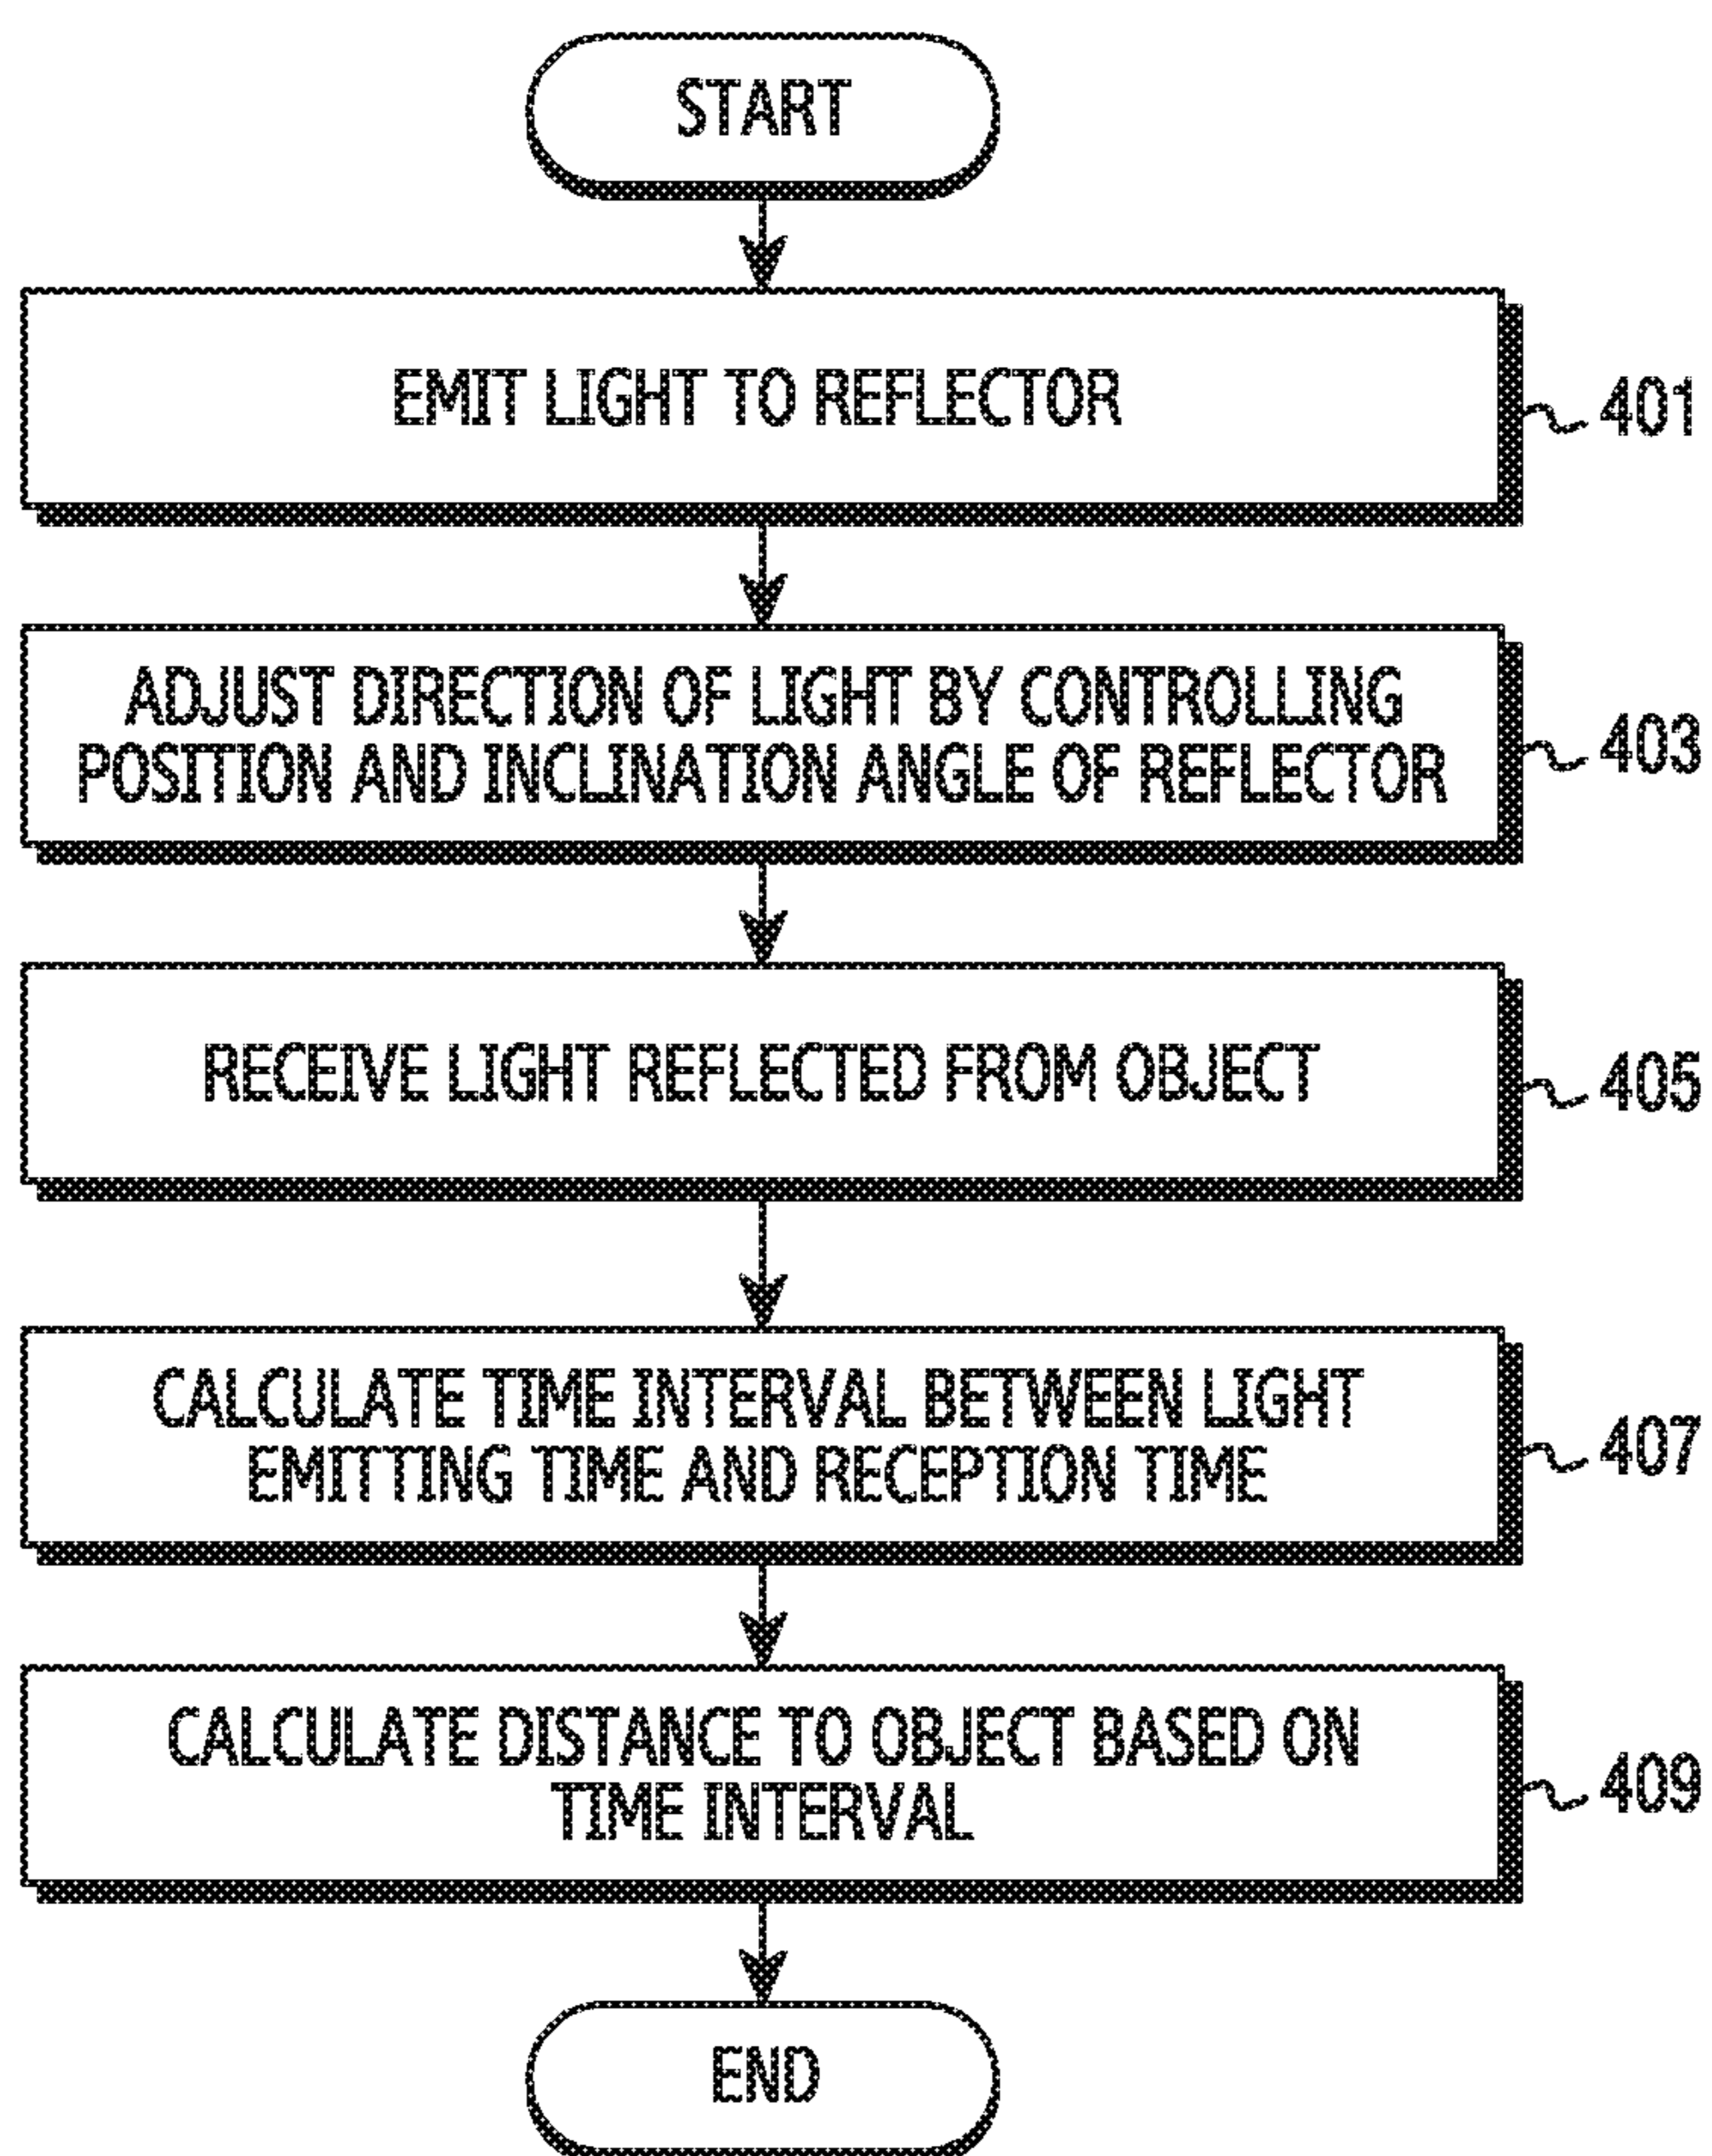 START
EMIT LIGHT TO REFLECTOR
401
ADJUST DIRECTION OF LIGHT BY CONTROLLING
POSITION AND INCLINATION ANGLE OF REFLECTOR
403
RECEIVE LIGHT REFLECTED FROM OBJECT
405
CALCULATE TIME INTERVAL BETWEEN LIGHT
EMITTING TIME AND RECEPTION TIME
407
CALCULATE DISTANCE TO OBJECT BASED ON
TIME INTERVAL
409
END